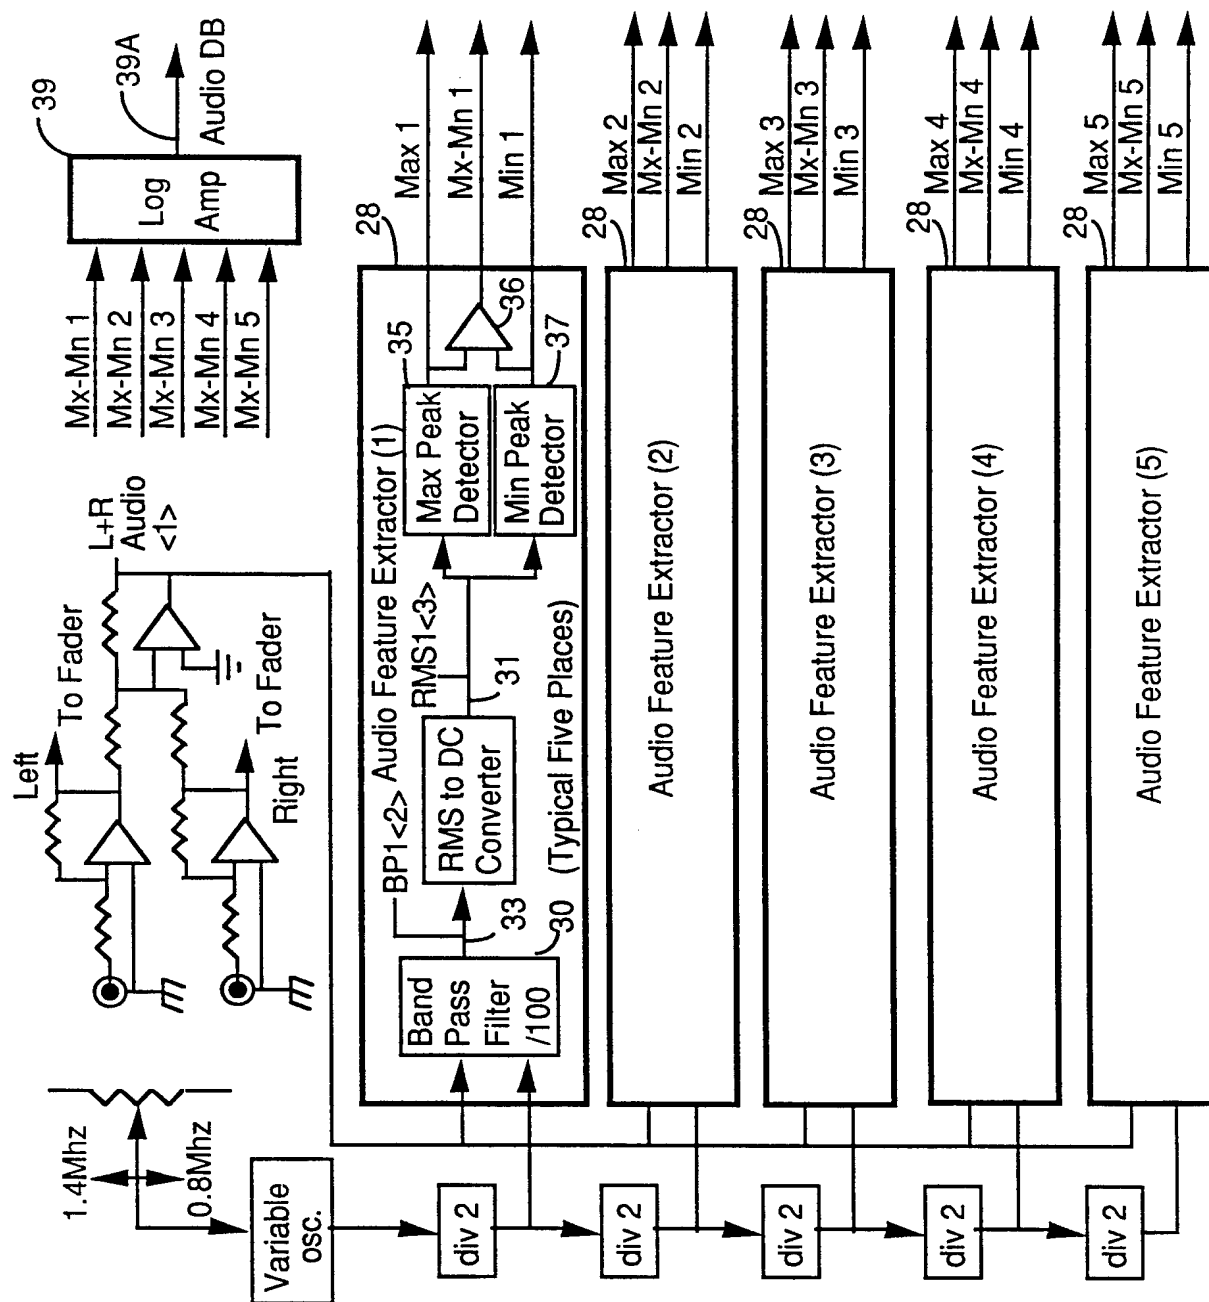 1.4Mhz
0.8Mhz
Variable
osc.
div 2
div 2
div 2
div 2
div 2
Left
To Fader
Right
To Fader
L+R
Audio
<1>
Mx-Mn 1
Mx-Mn 2
Mx-Mn 3
Mx-Mn 4
Mx-Mn 5
Log
Amp
39
39A
Audio DB
Band
Pass
Filter
/100
30
33
BP1<2>
Audio Feature Extractor (1)
RMS to DC
Converter
31
RMS1<3>
(Typical Five Places)
Max Peak
Detector
35
Min Peak
Detector
37
36
28
Max 1
Mx-Mn 1
Min 1
Audio Feature Extractor (2)
28
Max 2
Mx-Mn 2
Min 2
Audio Feature Extractor (3)
28
Max 3
Mx-Mn 3
Min 3
Audio Feature Extractor (4)
28
Max 4
Mx-Mn 4
Min 4
Audio Feature Extractor (5)
28
Max 5
Mx-Mn 5
Min 5